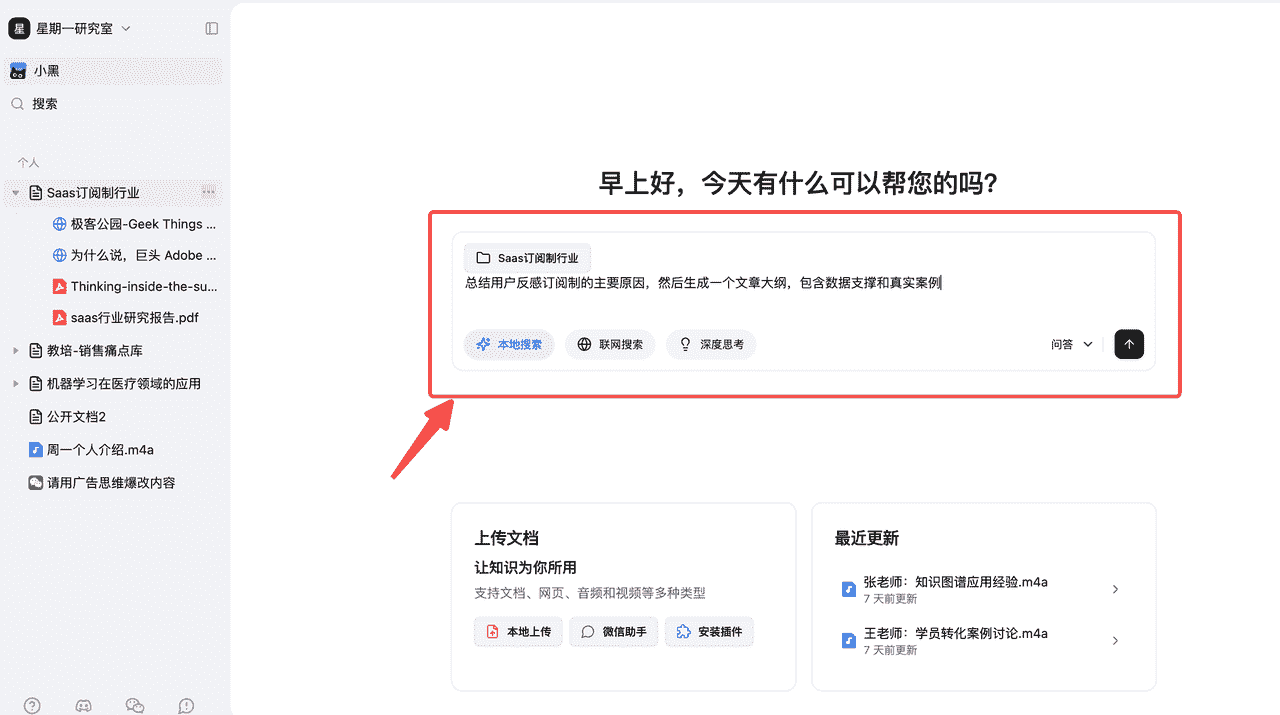 星 星期一研究室
小黑
搜索
个人
Saas订阅制行业
极客公园-Geek Things ...
为什么说，巨头 Adobe ...
Thinking-inside-the-su...
saas行业研究报告.pdf
教培-销售痛点库
机器学习在医疗领域的应用
公开文档2
周一个人介绍.m4a
请用广告思维爆改内容
早上好，今天有什么可以帮您的吗?
Saas订阅制行业
总结用户反感订阅制的主要原因，然后生成一个文章大纲，包含数据支撑和真实案例
本地搜索 联网搜索 深度思考 问答
上传文档
让知识为你所用
支持文档、网页、音频和视频等多种类型
本地上传 微信助手 安装插件
最近更新
张老师：知识图谱应用经验.m4a
7 天前更新
王老师：学员转化案例讨论.m4a
7 天前更新